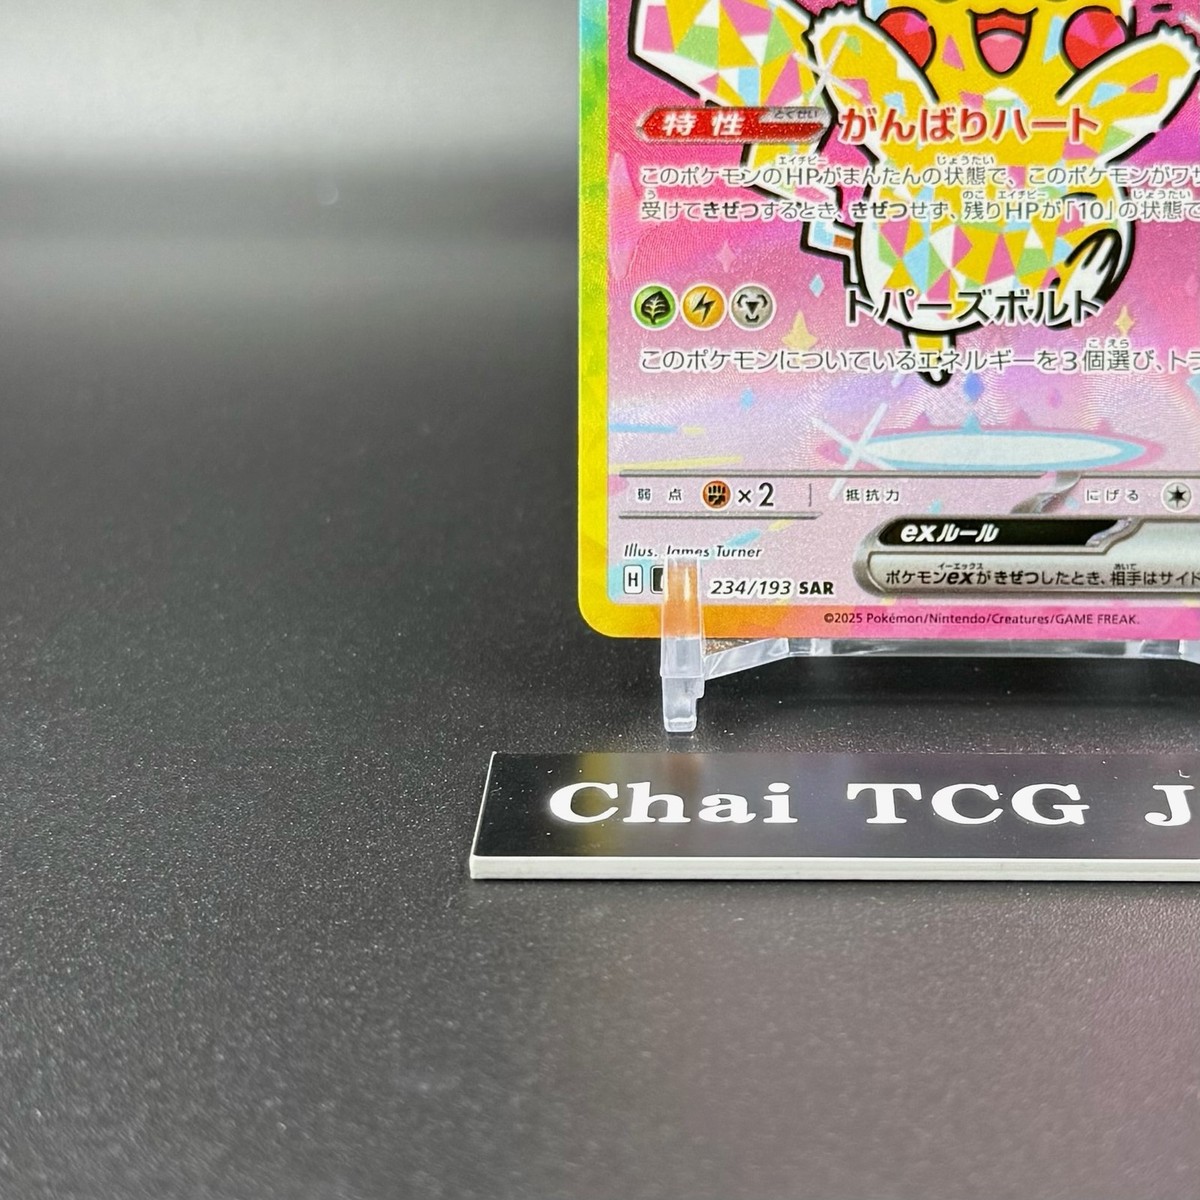 特性 とくせい がんばりハート
エイチピー じょうたい
このポケモンのHPがまんたんの状態で、このポケモンがワザ
う のこ エイチピー じょうたい
受けてきぜつするとき、きぜつせず、残りHPが「10」の状態で
トパーズボルト
こ えら
このポケモンについているエネルギーを3個選び、トラ
弱点 ×2 抵抗力 にげる
exルール
Illus. James Turner
イーエックス あいて
ポケモンexがきぜつしたとき、相手はサイド
H 234/193 SAR
©2025 Pokémon/Nintendo/Creatures/GAME FREAK.
Chai TCG J